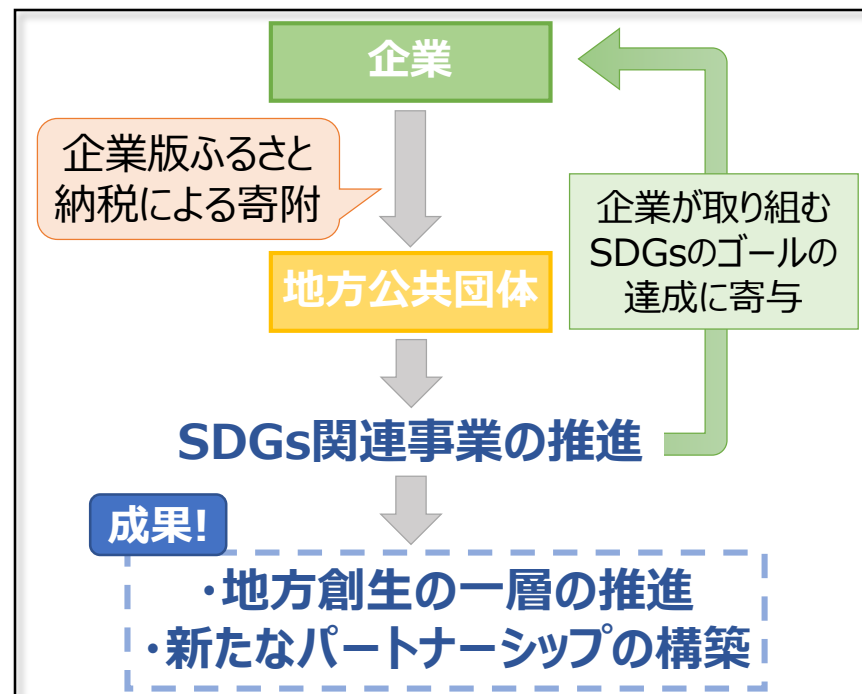 企業
企業版ふるさと
納税による寄附
企業が取り組む
SDGsのゴールの
達成に寄与
地方公共団体
SDGs関連事業の推進
成果!
・地方創生の一層の推進
・新たなパートナーシップの構築